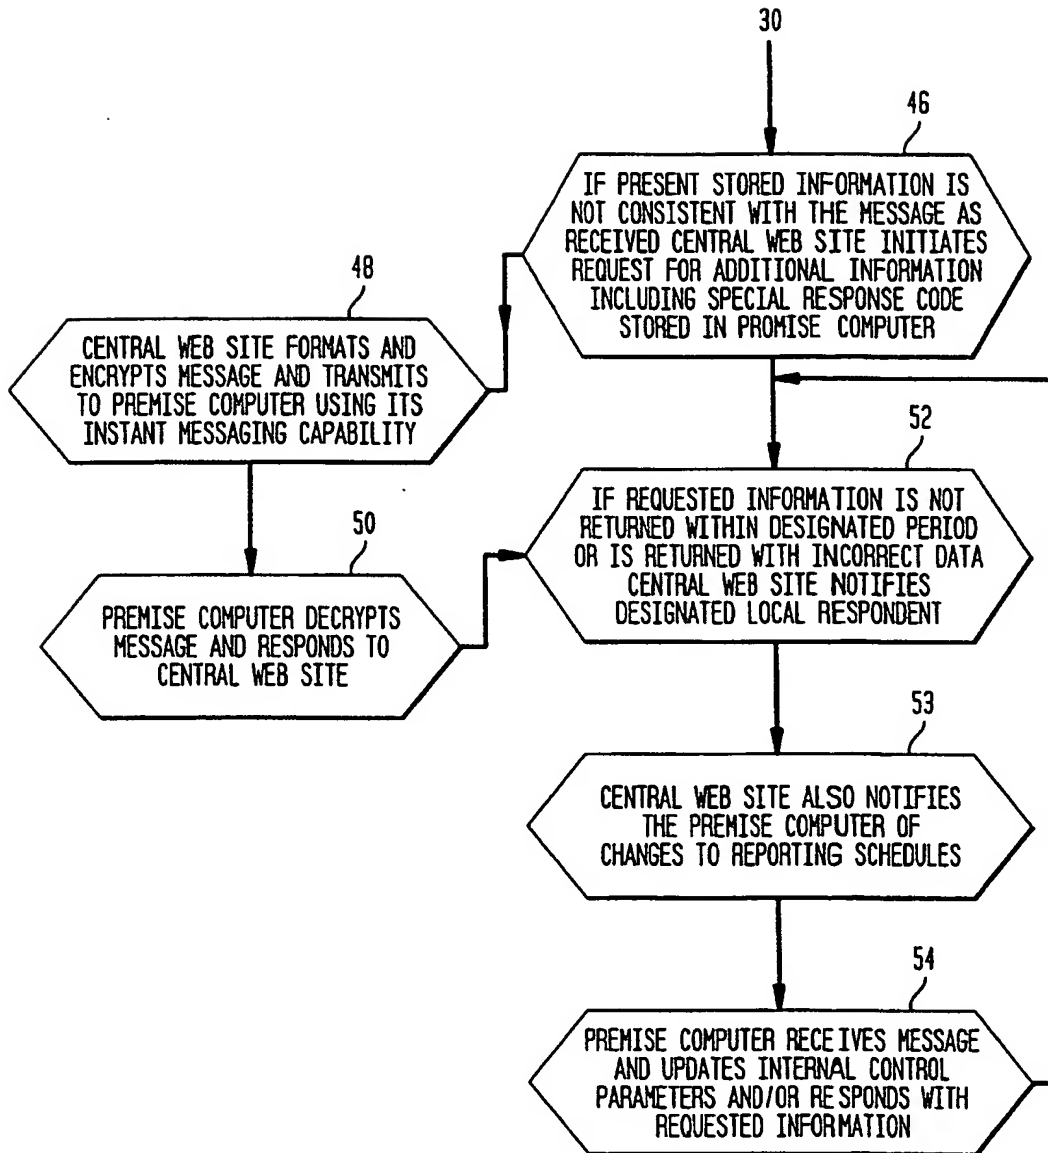 30
46
IF PRESENT STORED INFORMATION IS
NOT CONSISTENT WITH THE MESSAGE AS
RECEIVED CENTRAL WEB SITE INITIATES
REQUEST FOR ADDITIONAL INFORMATION
INCLUDING SPECIAL RESPONSE CODE
STORED IN PROMISE COMPUTER
48
CENTRAL WEB SITE FORMATS AND
ENCRYPTS MESSAGE AND TRANSMITS
TO PREMISE COMPUTER USING ITS
INSTANT MESSAGING CAPABILITY
50
PREMISE COMPUTER DECRYPTS
MESSAGE AND RESPONDS TO
CENTRAL WEB SITE
52
IF REQUESTED INFORMATION IS NOT
RETURNED WITHIN DESIGNATED PERIOD
OR IS RETURNED WITH INCORRECT DATA
CENTRAL WEB SITE NOTIFIES
DESIGNATED LOCAL RESPONDENT
53
CENTRAL WEB SITE ALSO NOTIFIES
THE PREMISE COMPUTER OF
CHANGES TO REPORTING SCHEDULES
54
PREMISE COMPUTER RECEIVES MESSAGE
AND UPDATES INTERNAL CONTROL
PARAMETERS AND/OR RESPONDS WITH
REQUESTED INFORMATION